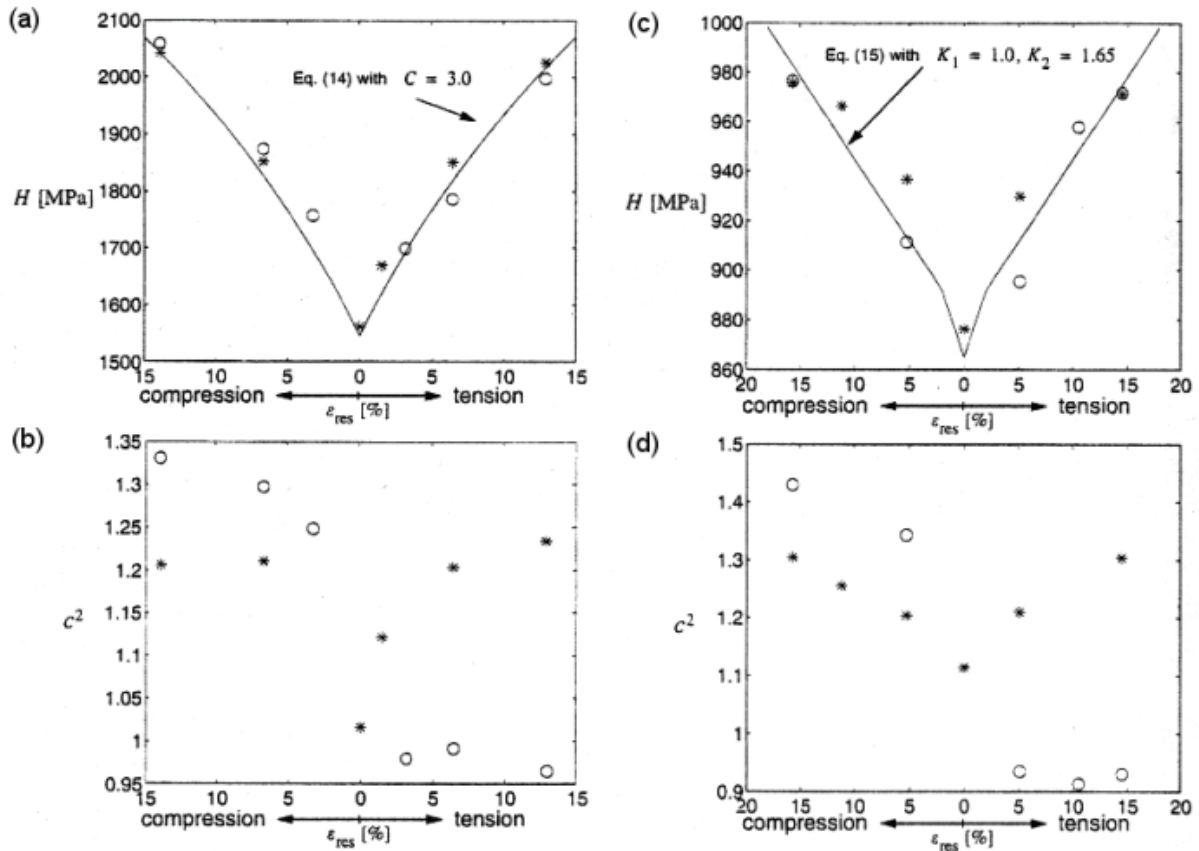 (a)
2100
2000
1900
1800
1700
1600
1500
H [MPa]
Eq. (14) with C = 3.0
15 10 5 0 5 10 15
compression tension
εres [%]
(c)
1000
980
960
940
920
900
880
860
H [MPa]
Eq. (15) with K1 = 1.0, K2 = 1.65
20 15 10 5 0 5 10 15 20
compression tension
εres [%]
(b)
1.35
1.3
1.25
1.2
1.15
1.1
1.05
1
0.95
c2
15 10 5 0 5 10 15
compression tension
εres [%]
(d)
1.5
1.4
1.3
1.2
1.1
1
0.9
c2
20 15 10 5 0 5 10 15 20
compression tension
εres [%]